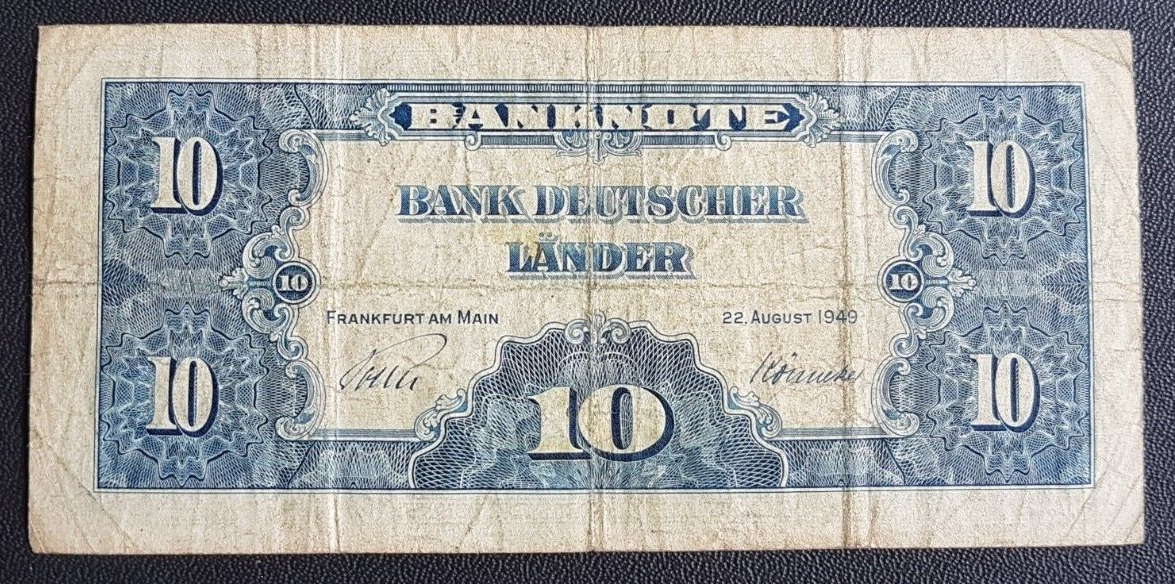 BANKNOTE
10 10
BANK DEUTSCHER
LÄNDER
10 10
FRANKFURT AM MAIN 22. AUGUST 1949
10 10 10